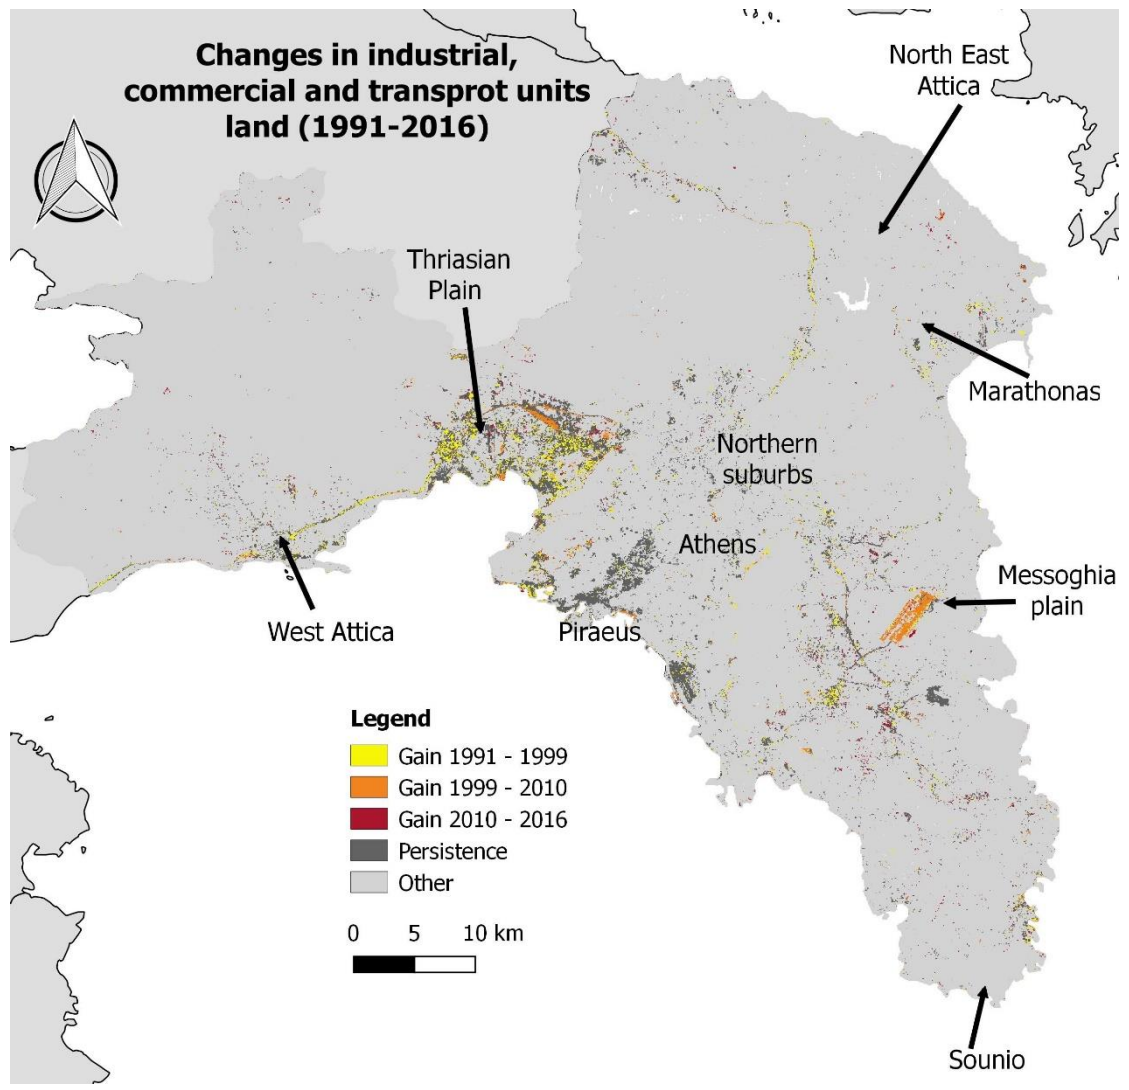 Changes in industrial,
commercial and transprot units
land (1991-2016)
North East
Attica
Thriasian
Plain
Marathonas
Northern
suburbs
Athens
Messoghia
plain
West Attica
Piraeus
Legend
Gain 1991 - 1999
Gain 1999 - 2010
Gain 2010 - 2016
Persistence
Other
0 5 10 km
Sounio